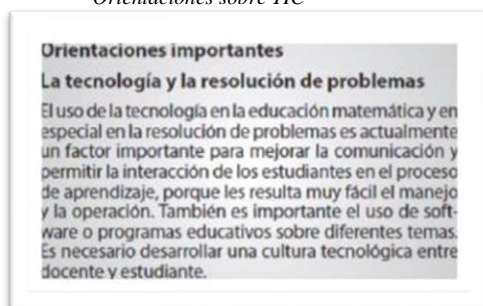 Orientaciones sobre TIC
Orientaciones importantes
La tecnología y la resolución de problemas
El uso de la tecnología en la educación matemática y en
especial en la resolución de problemas es actualmente
un factor importante para mejorar la comunicación y
permitir la interacción de los estudiantes en el proceso
de aprendizaje, porque les resulta muy fácil el manejo
y la operación. También es importante el uso de soft-
ware o programas educativos sobre diferentes temas.
Es necesario desarrollar una cultura tecnológica entre
docente y estudiante.